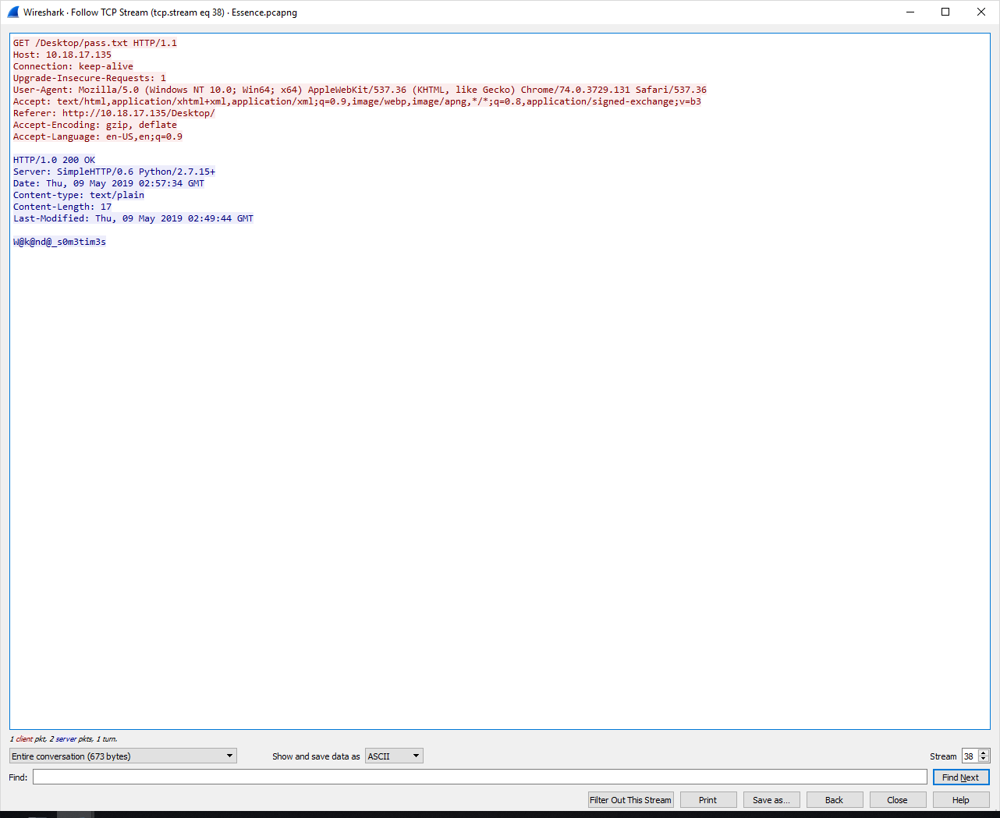 Wireshark · Follow TCP Stream (tcp.stream eq 38) · Essence.pcapng
GET /Desktop/pass.txt HTTP/1.1
Host: 10.18.17.135
Connection: keep-alive
Upgrade-Insecure-Requests: 1
User-Agent: Mozilla/5.0 (Windows NT 10.0; Win64; x64) AppleWebKit/537.36 (KHTML, like Gecko) Chrome/74.0.3729.131 Safari/537.36
Accept: text/html,application/xhtml+xml,application/xml;q=0.9,image/webp,image/apng,*/*;q=0.8,application/signed-exchange;v=b3
Referer: http://10.18.17.135/Desktop/
Accept-Encoding: gzip, deflate
Accept-Language: en-US,en;q=0.9
HTTP/1.0 200 OK
Server: SimpleHTTP/0.6 Python/2.7.15+
Date: Thu, 09 May 2019 02:57:34 GMT
Content-type: text/plain
Content-Length: 17
Last-Modified: Thu, 09 May 2019 02:49:44 GMT
W@k@nd@_s0m3tim3s
1 client pkt, 2 server pkts, 1 turn.
Entire conversation (673 bytes) Show and save data as ASCII Stream 38
Find: Find Next
Filter Out This Stream Print Save as... Back Close Help